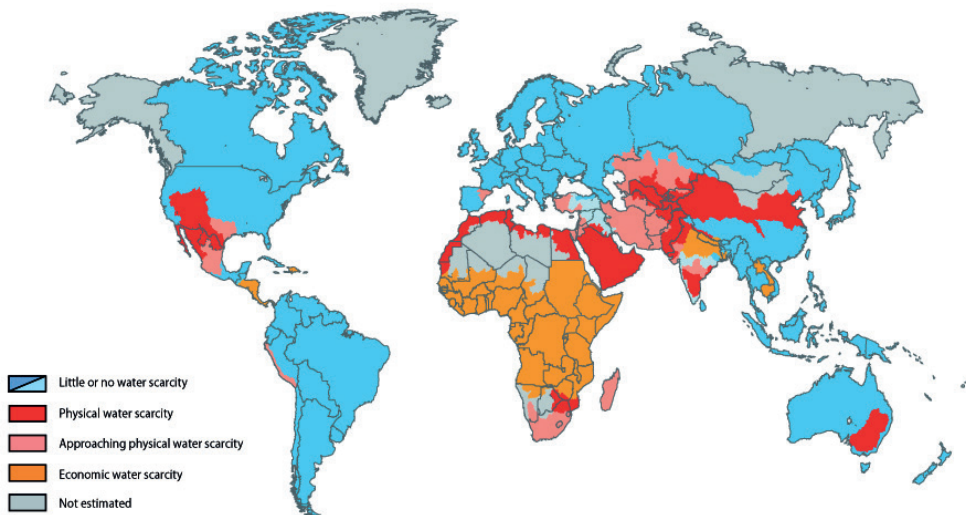 Little or no water scarcity
Physical water scarcity
Approaching physical water scarcity
Economic water scarcity
Not estimated